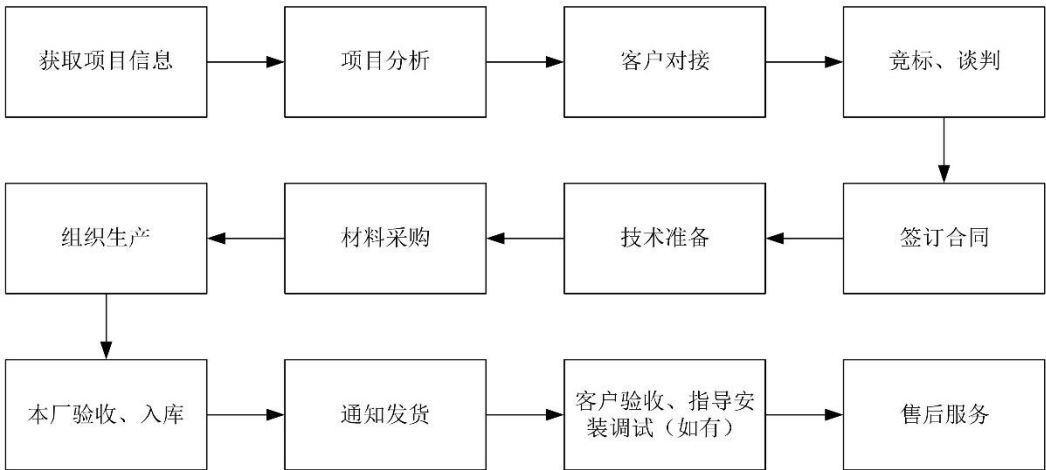 获取项目信息
项目分析
客户对接
竞标、谈判
签订合同
技术准备
材料采购
组织生产
本厂验收、入库
通知发货
客户验收、指导安
装调试（如有）
售后服务